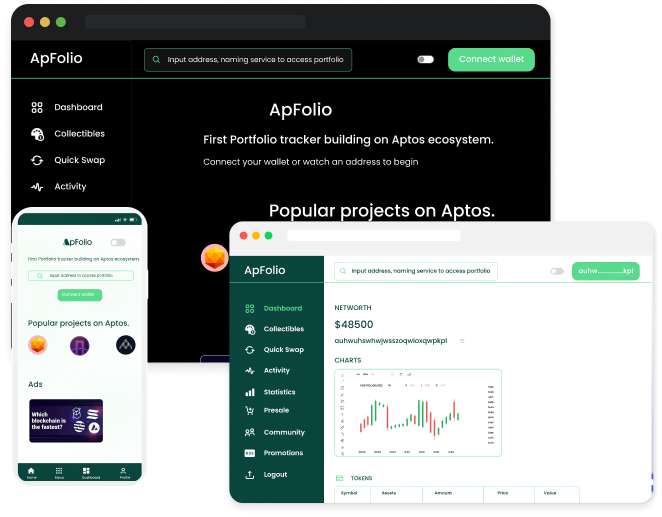 ApFolio
Input address, naming service to access portfolio
Connect wallet
Dashboard
Collectibles
Quick Swap
Activity
ApFolio
First Portfolio tracker building on Aptos ecosystem.
Connect your wallet or watch an address to begin
Popular projects on Aptos.
ApFolio
First Portfolio tracker building on Aptos ecosystem.
Input address to access portfolio
Connect wallet
Popular projects on Aptos.
Ads
Which
blockchain is
the fastest?
Home
Menu
Dashboard
Profile
ApFolio
Input address, naming service to access portfolio
auhw.............kpl
Dashboard
Collectibles
Quick Swap
Activity
Statistics
Presale
Community
Promotions
Logout
NETWORTH
$48500
auhwuhswhwjwsszoqwioxqwpkpl
CHARTS
TOKENS
Symbol
Assets
Amount
Price
Value